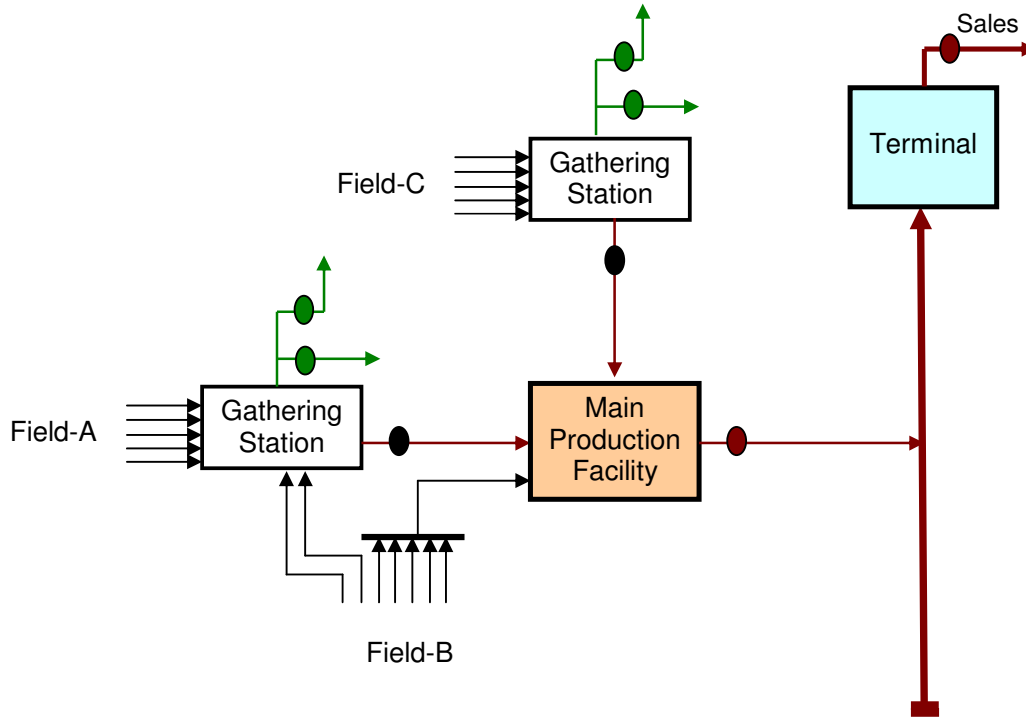 Sales
Terminal
Gathering
Station
Field-C
Gathering
Station
Field-A
Main
Production
Facility
Field-B